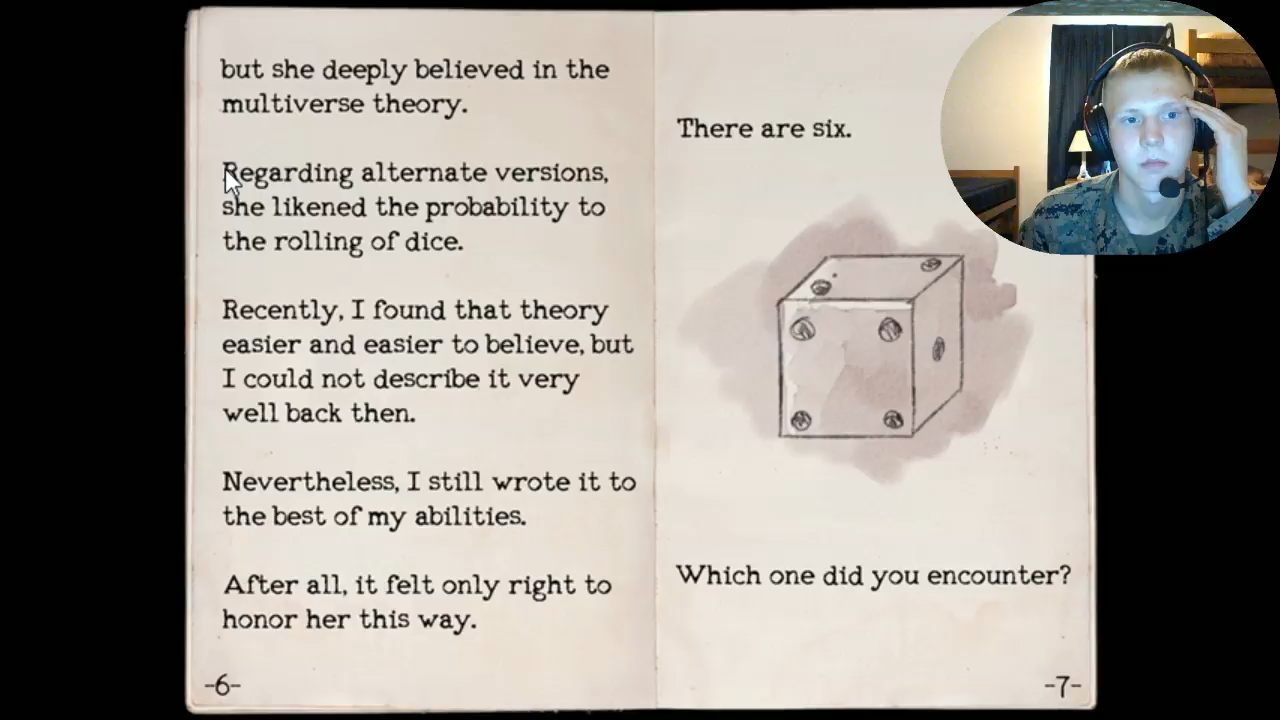 but she deeply believed in the
multiverse theory.
Regarding alternate versions,
she likened the probability to
the rolling of dice.
Recently, I found that theory
easier and easier to believe, but
I could not describe it very
well back then.
Nevertheless, I still wrote it to
the best of my abilities.
After all, it felt only right to
honor her this way.
-6-
There are six.
Which one did you encounter?
-7-